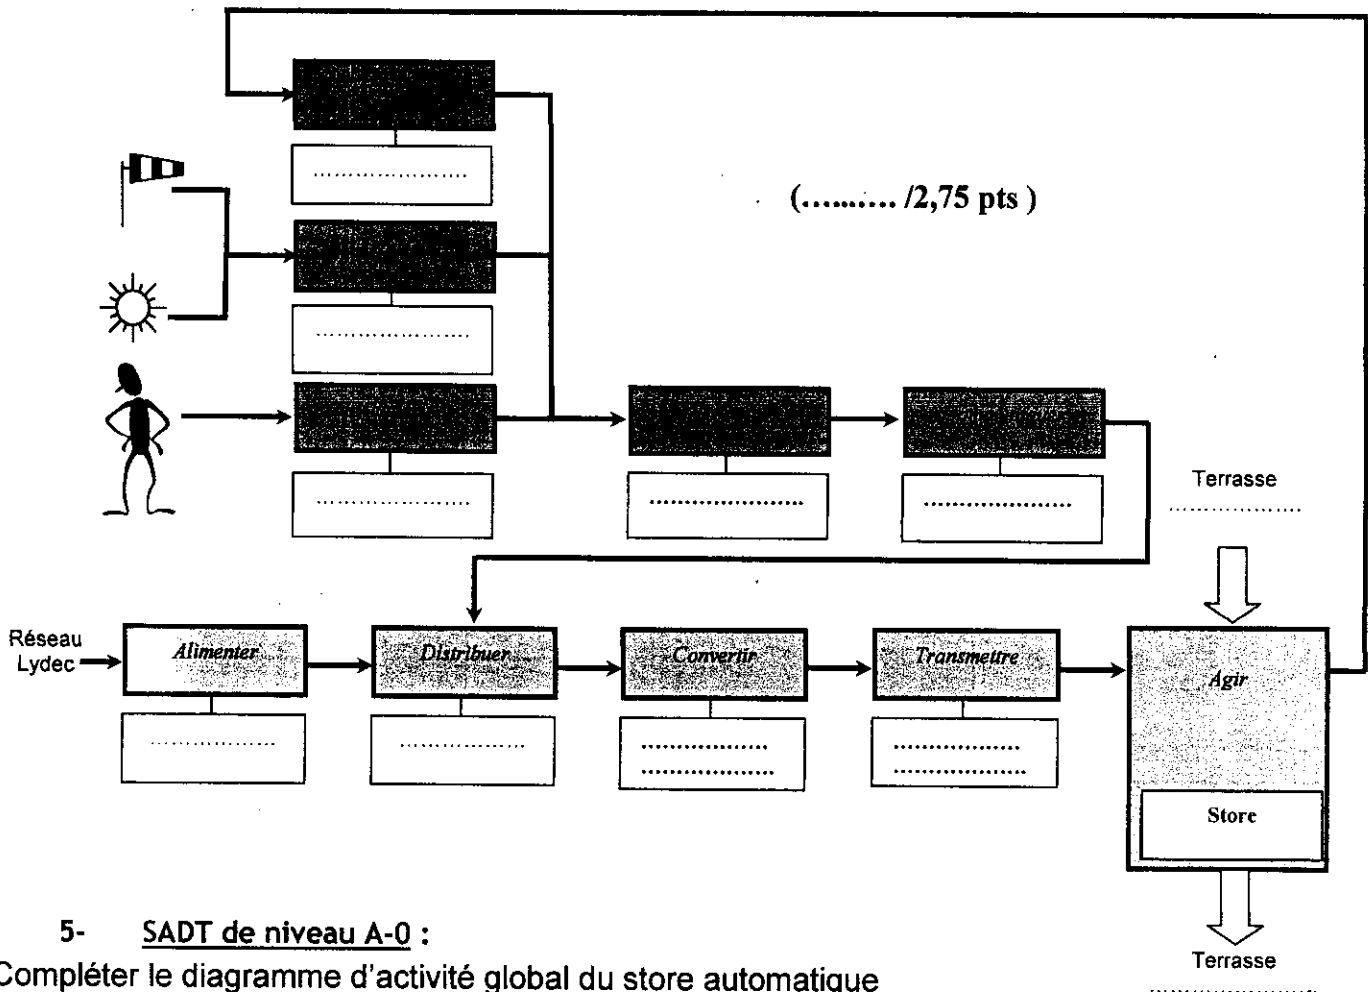 .....................
(......... /2,75 pts )
.....................
.....................
.....................
.....................
Terrasse
.....................
Réseau
Lydec
Alimenter
Distribuer
Convertir
Transmettre
Agir
.................
.................
.................
.................
.................
.................
Store
5- SADT de niveau A-0 :
Compléter le diagramme d'activité global du store automatique
Terrasse
.....................